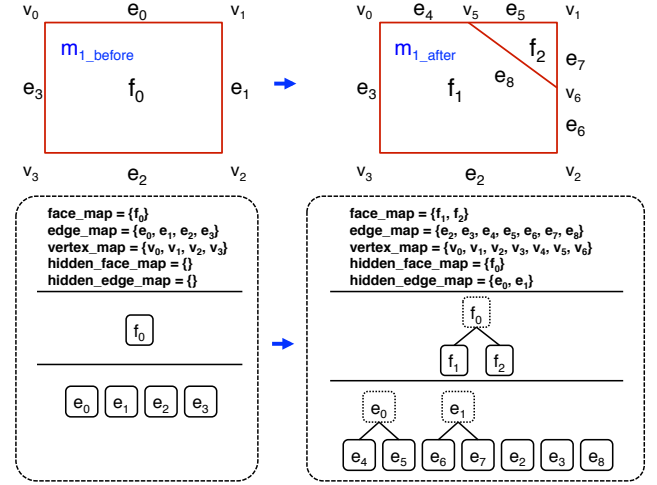 v0 e0 v1
m1_before
e3 f0 e1
v3 e2 v2
v0 e4 v5 e5 v1
m1_after f2 e7
e3 f1 e8 v6
e6
v3 e2 v2
face_map = {f0}
edge_map = {e0, e1, e2, e3}
vertex_map = {v0, v1, v2, v3}
hidden_face_map = {}
hidden_edge_map = {}
f0
e0 e1 e2 e3
face_map = {f1, f2}
edge_map = {e2, e3, e4, e5, e6, e7, e8}
vertex_map = {v0, v1, v2, v3, v4, v5, v6}
hidden_face_map = {f0}
hidden_edge_map = {e0, e1}
f0
f1 f2
e0 e1
e4 e5 e6 e7 e2 e3 e8